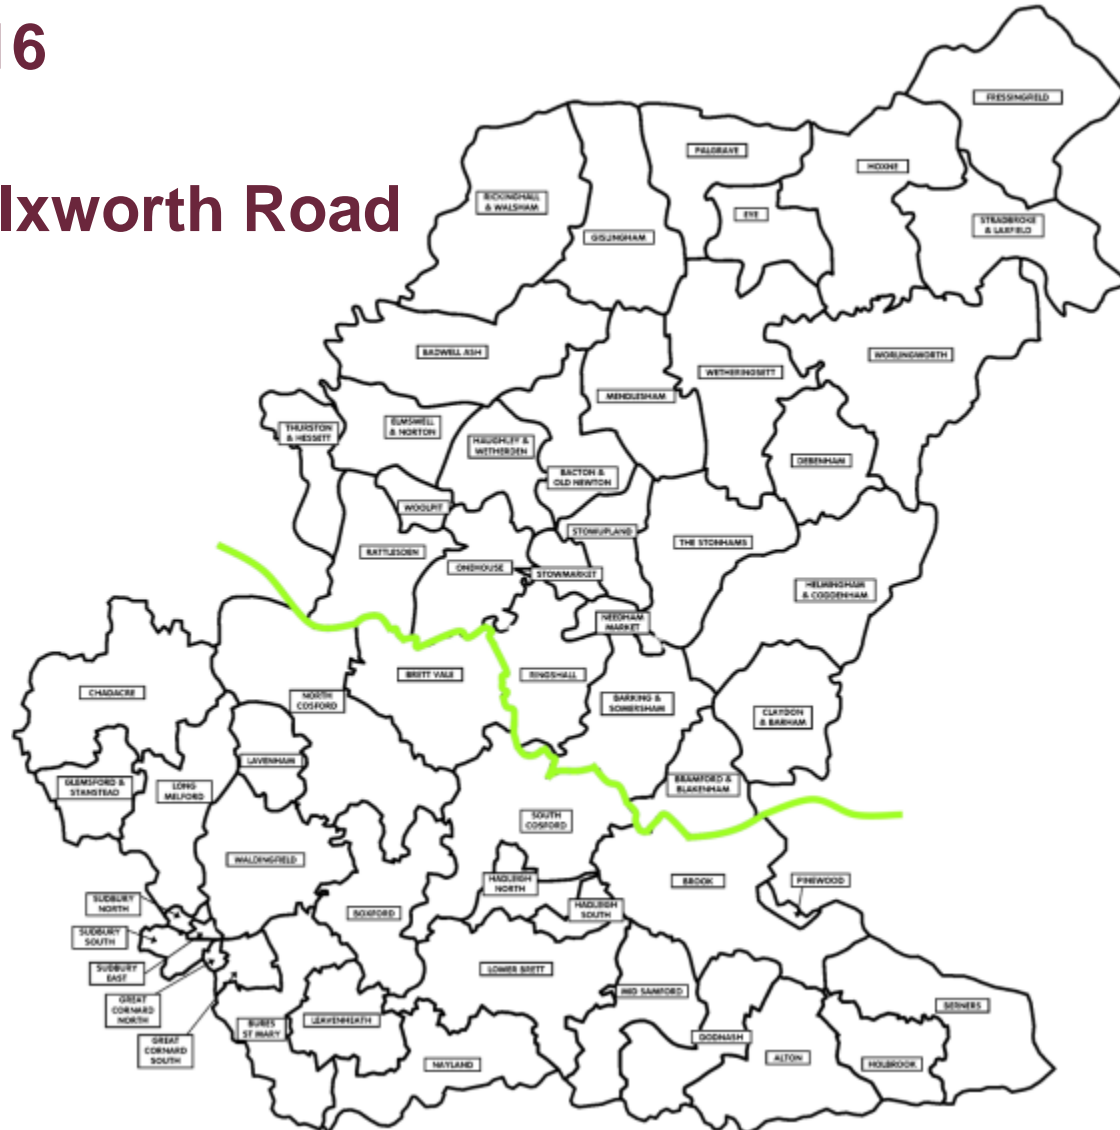 16
Ixworth Road
FRESSINGFIELD
PALGRAVE
HOXNE
RICKINGHALL
& WALSHAM
EYE
STRADBROKE
& LAXFIELD
GISLINGHAM
BADWELL ASH
WORLINGWORTH
WETHERINGSETT
MENDLESHAM
THURSTON
& HESSETT
ELMSWELL
& NORTON
HAUGHLEY &
WETHERDEN
DEBENHAM
BACTON &
OLD NEWTON
WOOLPIT
STOWUPLAND
THE STONHAMS
RATTLESDEN
ONEHOUSE
STOWMARKET
HELMINGHAM
& CODDENHAM
NEEDHAM
MARKET
BRETT VALE
RINGSHALL
CHADACRE
NORTH
COSFORD
BARKING &
SOMERSHAM
CLAYDON
& BARHAM
LAVENHAM
GLEMSFORD &
STANSTEAD
LONG
MELFORD
BRAMFORD &
BLAKENHAM
SOUTH
COSFORD
WALDINGFIELD
HADLEIGH
NORTH
BROOK
PINEWOOD
SUDBURY
NORTH
BOXFORD
HADLEIGH
SOUTH
SUDBURY
SOUTH
SUDBURY
EAST
LOWER BRETT
MID SAMFORD
GREAT
CORNARD
NORTH
BERNERS
BURES
ST MARY
LEAVENHEATH
COPDOCK
GREAT
CORNARD
SOUTH
NAYLAND
ALTON
HOLBROOK